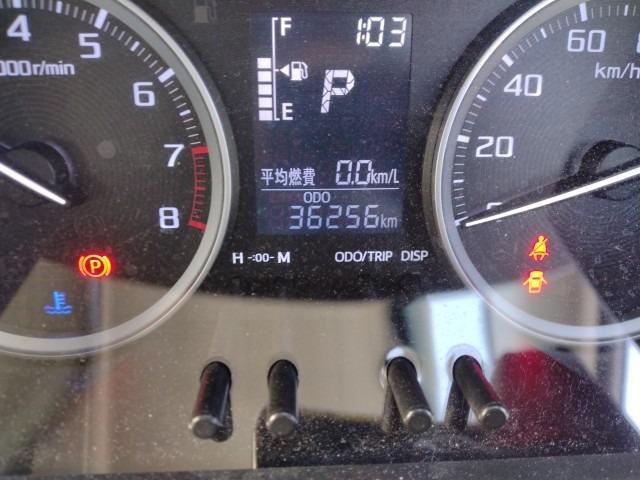 4
5
6
7
8
000r/min
F
1:03
E
P
平均燃費 0.0km/L
ODO
36256km
H -:00- M ODO/TRIP DISP
20
40
60
km/h
P